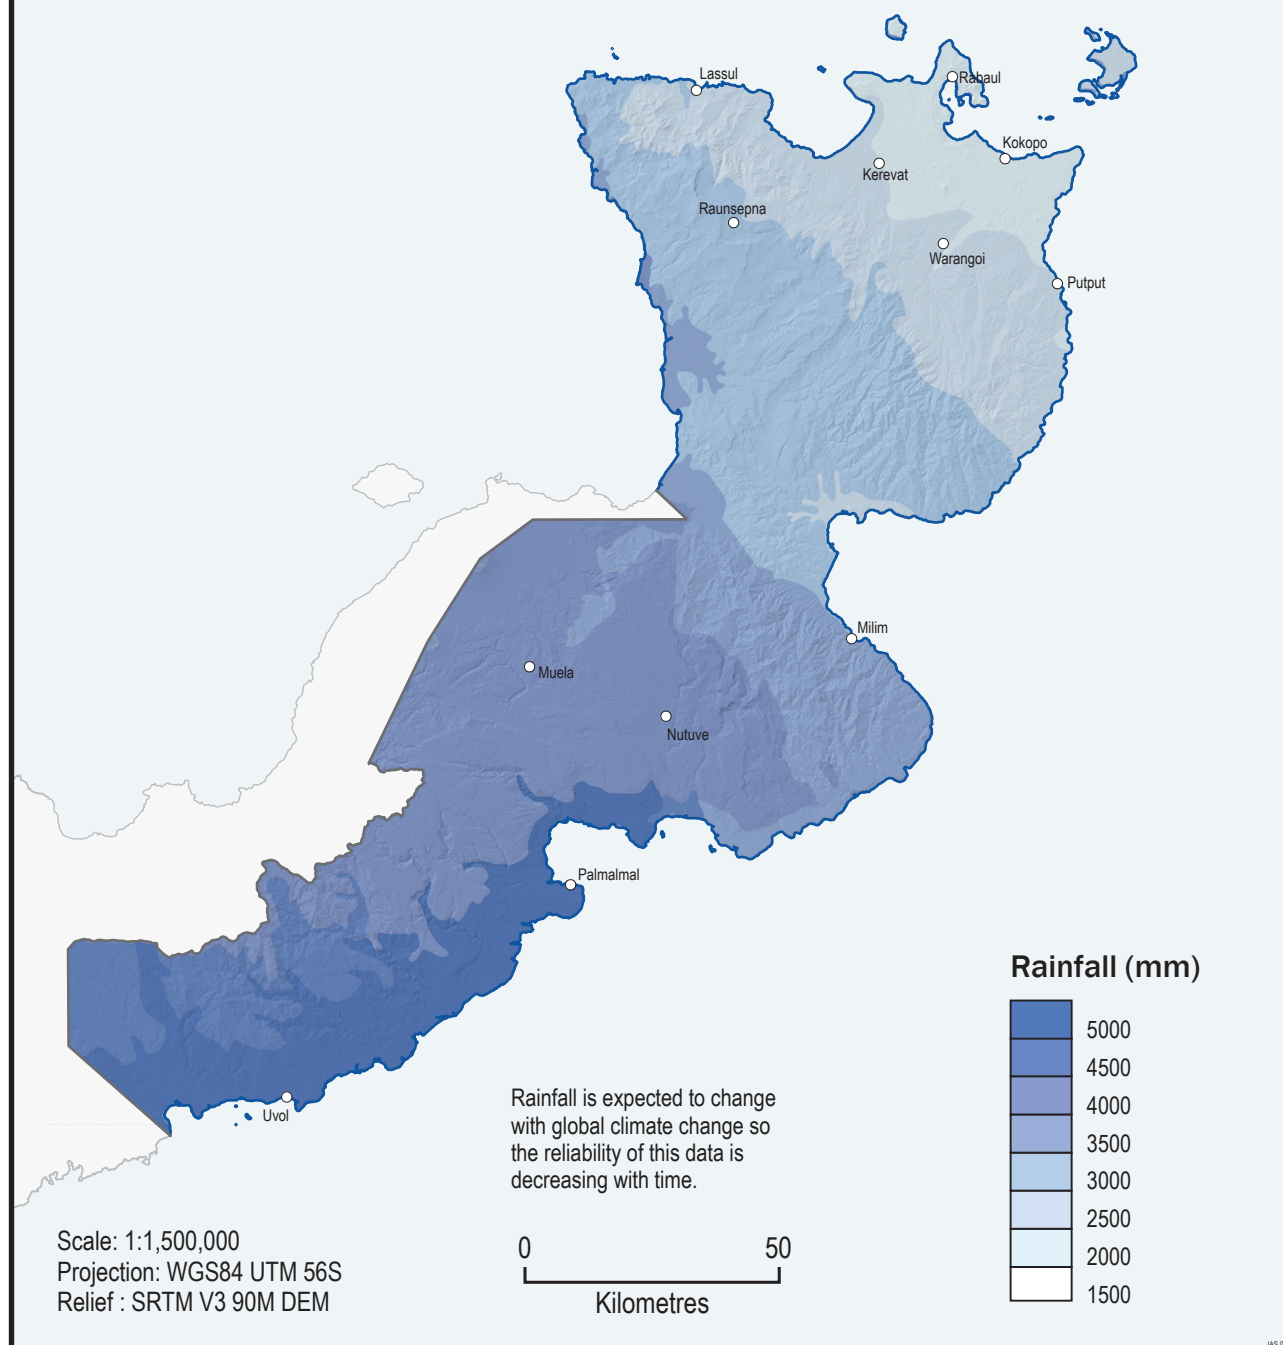 Lassul
Rabaul
Kokopo
Kerevat
Raunsepna
Warangoi
Putput
Milim
Muela
Nutuve
Palmalmal
Uvol
Rainfall (mm)
5000
4500
4000
3500
3000
2500
2000
1500
Rainfall is expected to change
with global climate change so
the reliability of this data is
decreasing with time.
Scale: 1:1,500,000
Projection: WGS84 UTM 56S
Relief : SRTM V3 90M DEM
0 50
Kilometres